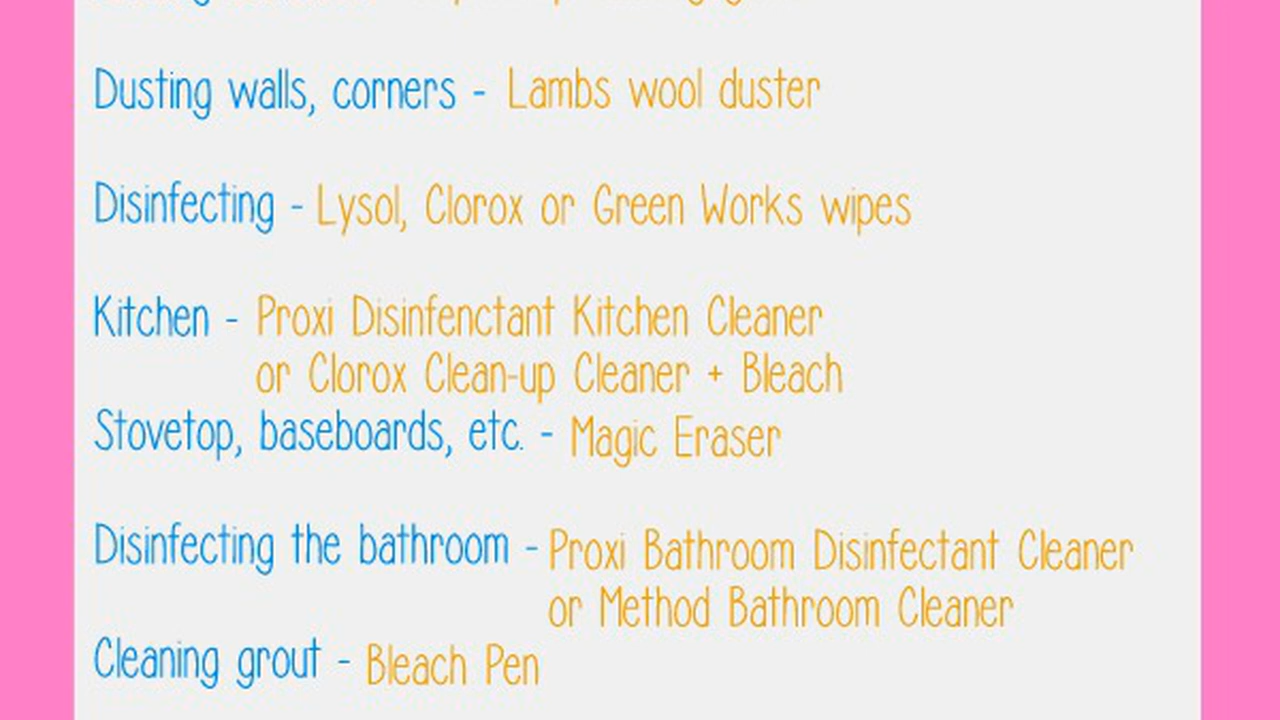 Dusting walls, corners - Lambs wool duster
Disinfecting - Lysol, Clorox or Green Works wipes
Kitchen - Proxi Disinfenctant Kitchen Cleaner
or Clorox Clean-up Cleaner + Bleach
Stovetop, baseboards, etc. - Magic Eraser
Disinfecting the bathroom - Proxi Bathroom Disinfectant Cleaner
or Method Bathroom Cleaner
Cleaning grout - Bleach Pen